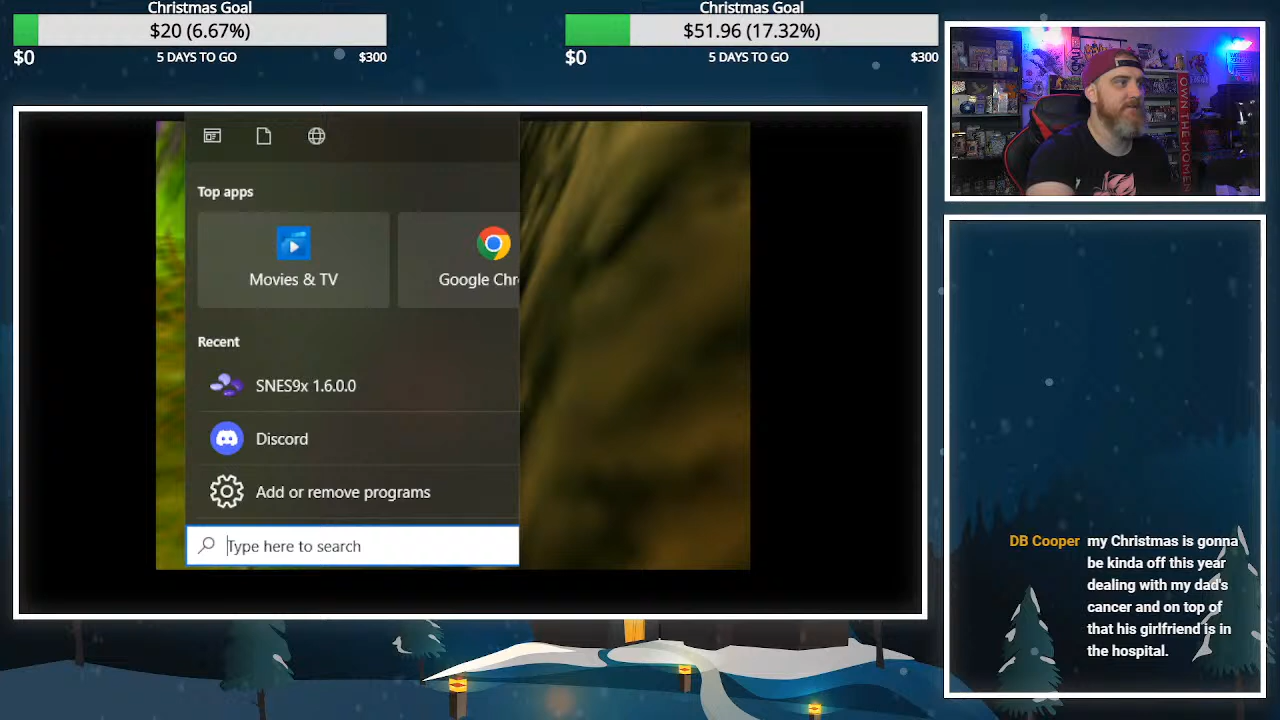 Christmas Goal
$20 (6.67%)
$0
5 DAYS TO GO
$300
Christmas Goal
$51.96 (17.32%)
$0
5 DAYS TO GO
$300
Top apps
Movies & TV
Google Chr
Recent
SNES9x 1.6.0.0
Discord
Add or remove programs
Type here to search
OWN THE MOMEN
DB Cooper my Christmas is gonna
be kinda off this year
dealing with my dad's
cancer and on top of
that his girlfriend is in
the hospital.